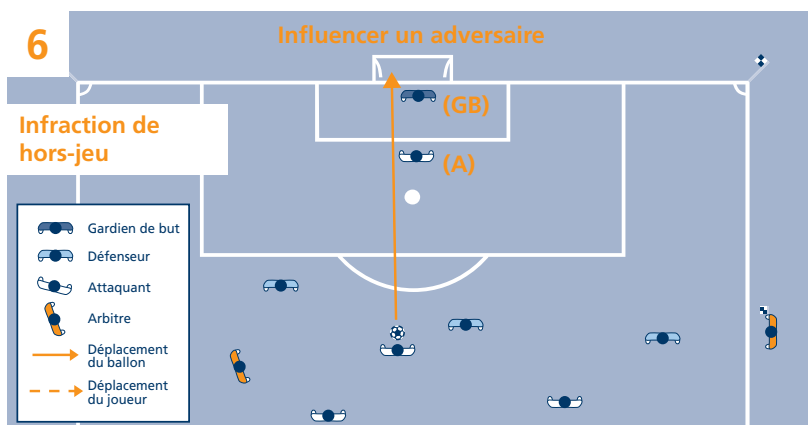 6
Influencer un adversaire
(GB)
Infraction de
hors-jeu
(A)
Gardien de but
Défenseur
Attaquant
Arbitre
Déplacement
du ballon
Déplacement
du joueur